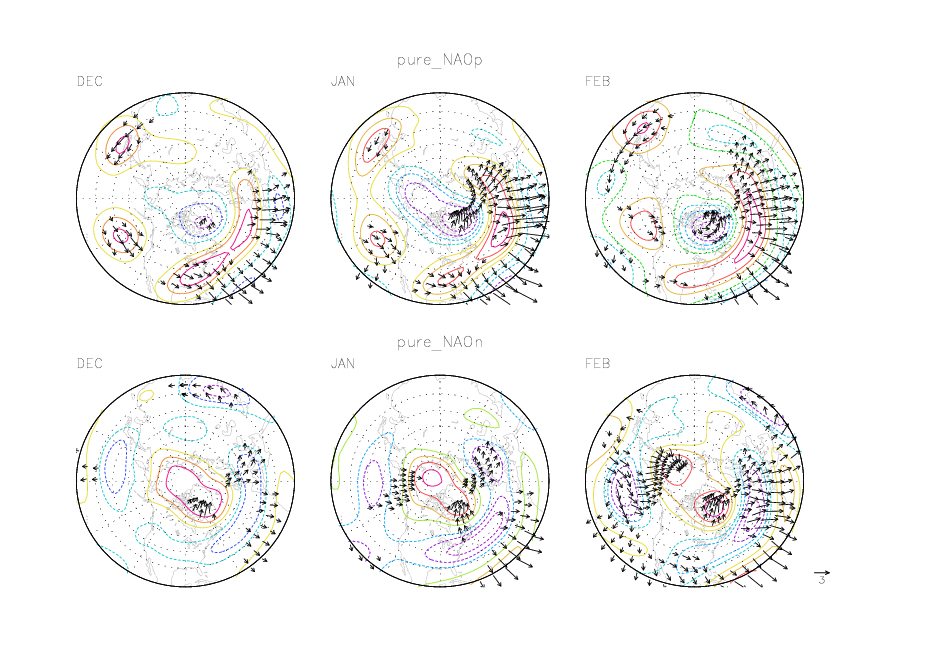 pure_NAOp
DEC JAN FEB
pure_NAOn
DEC JAN FEB
3